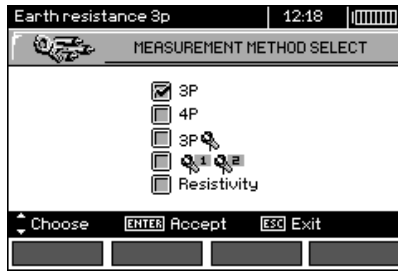 Earth resistance 3p 12:18
MEASUREMENT METHOD SELECT
3P
4P
3P
1 2
Resistivity
Choose ENTER Accept ESC Exit